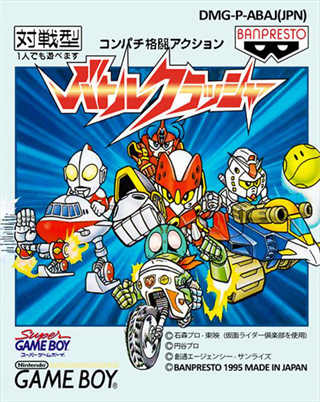 DMG-P-ABAJ(JPN)
対戦型
1人でも遊べます
コンパチ格闘アクション
BANPRESTO
バトルクラッシャー
Super
GAME BOY
スーパーゲームボーイ
Nintendo
GAME BOY™
©石森プロ・東映(仮面ライダー倶楽部を使用)
©円谷プロ
©創通エージェンシー・サンライズ
©BANPRESTO 1995 MADE IN JAPAN